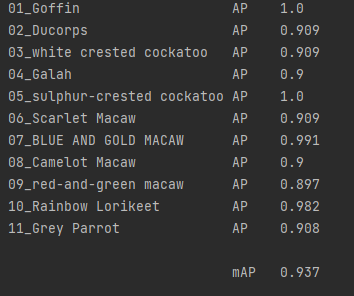 01_Goffin AP 1.0
02_Ducorps AP 0.909
03_white crested cockatoo AP 0.909
04_Galah AP 0.9
05_sulphur-crested cockatoo AP 1.0
06_Scarlet Macaw AP 0.909
07_BLUE AND GOLD MACAW AP 0.991
08_Camelot Macaw AP 0.9
09_red-and-green macaw AP 0.897
10_Rainbow Lorikeet AP 0.982
11_Grey Parrot AP 0.908
mAP 0.937